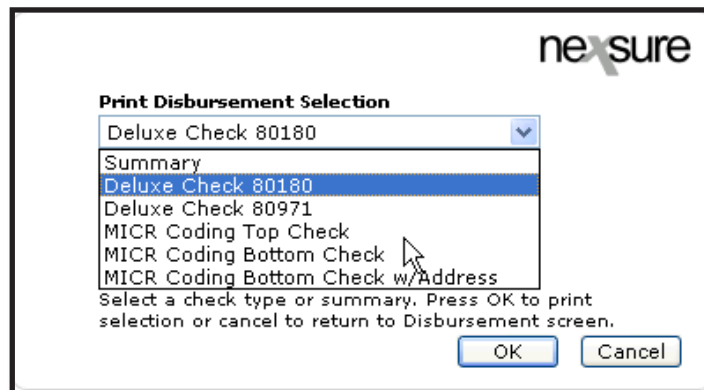 nexsure
Print Disbursement Selection
Deluxe Check 80180
Summary
Deluxe Check 80180
Deluxe Check 80971
MICR Coding Top Check
MICR Coding Bottom Check
MICR Coding Bottom Check w/Address
Select a check type or summary. Press OK to print
selection or cancel to return to Disbursement screen.
OK Cancel